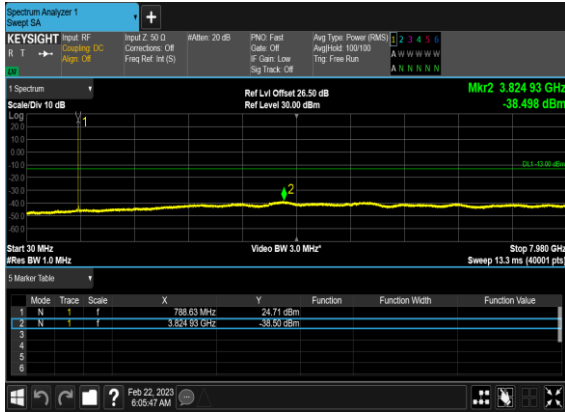 Spectrum Analyzer 1
Swept SA
+
KEYSIGHT Input: RF Input Z: 50 Ω #Atten: 20 dB PNO: Fast Avg Type: Power (RMS) 1 2 3 4 5 6
R T Coupling: DC Corrections: Off Gate: Off Avg|Hold: 100/100 A W W W W W
Align: Off Freq Ref: Int (S) IF Gain: Low Trig: Free Run
Sig Track: Off A N N N N N
1 Spectrum
Ref Lvl Offset 26.50 dB Mkr2 3.824 93 GHz
Scale/Div 10 dB Ref Level 30.00 dBm -38.498 dBm
Log
20.0
1
10.0
0.00
-10.0
DL1 -13.00 dBm
-20.0
-30.0
2
-40.0
-50.0
-60.0
Start 30 MHz Video BW 3.0 MHz* Stop 7.980 GHz
#Res BW 1.0 MHz Sweep 13.3 ms (40001 pts)
5 Marker Table
Mode Trace Scale X Y Function Function Width Function Value
1 N 1 f 788.63 MHz 24.71 dBm
2 N 1 f 3.824 93 GHz -38.50 dBm
3
4
5
6
? Feb 22, 2023
6:05:47 AM